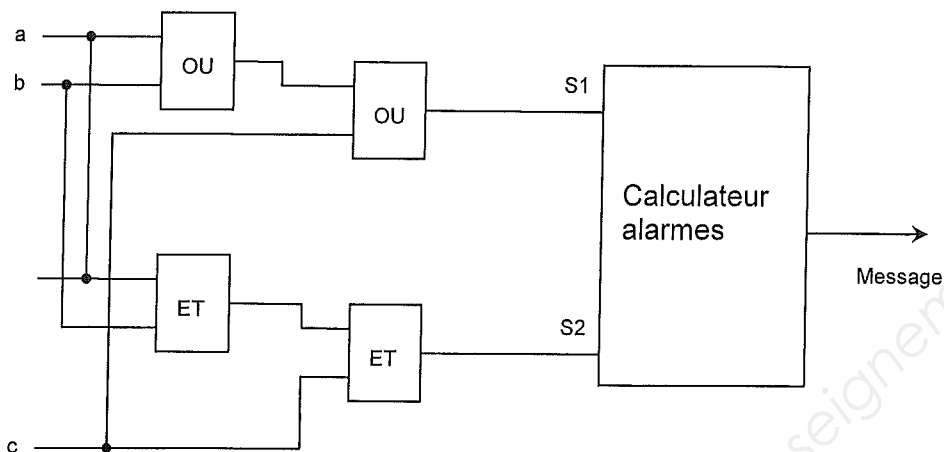 a
b
OU
OU
S1
Calculateur
alarmes
Message
ET
ET
S2
c